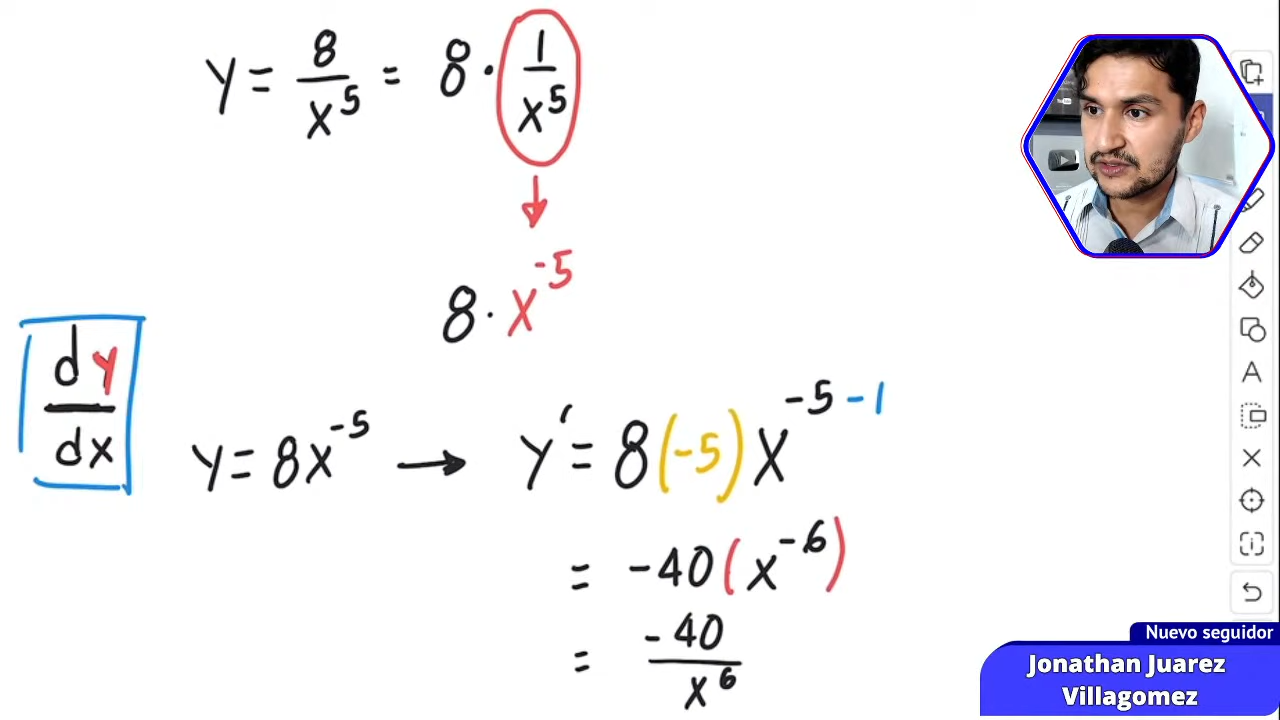 y = 8/x^5 = 8 · 1/x^5
8 · x^-5
dy/dx
y = 8x^-5 → y' = 8(-5)x^-5-1
= -40(x^-6)
= -40/x^6
Nuevo seguidor
Jonathan Juarez
Villagomez